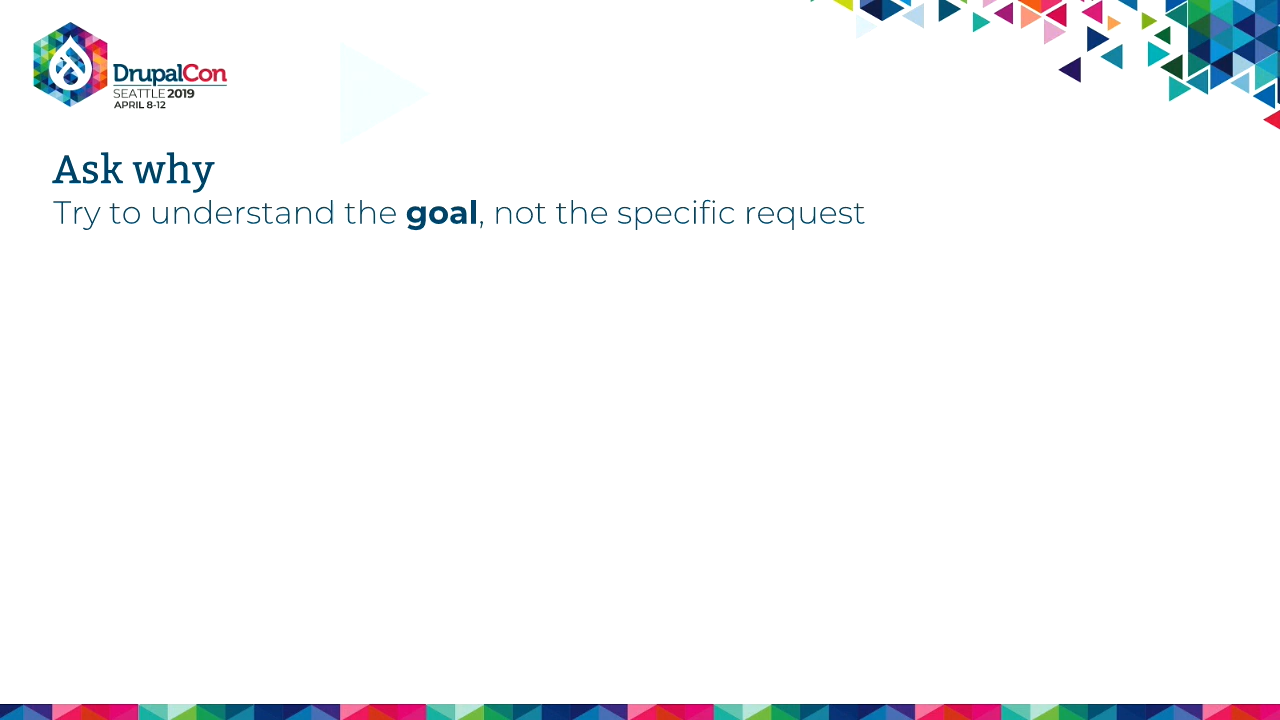 DrupalCon
SEATTLE 2019
APRIL 8-12
Ask why
Try to understand the goal, not the specific request